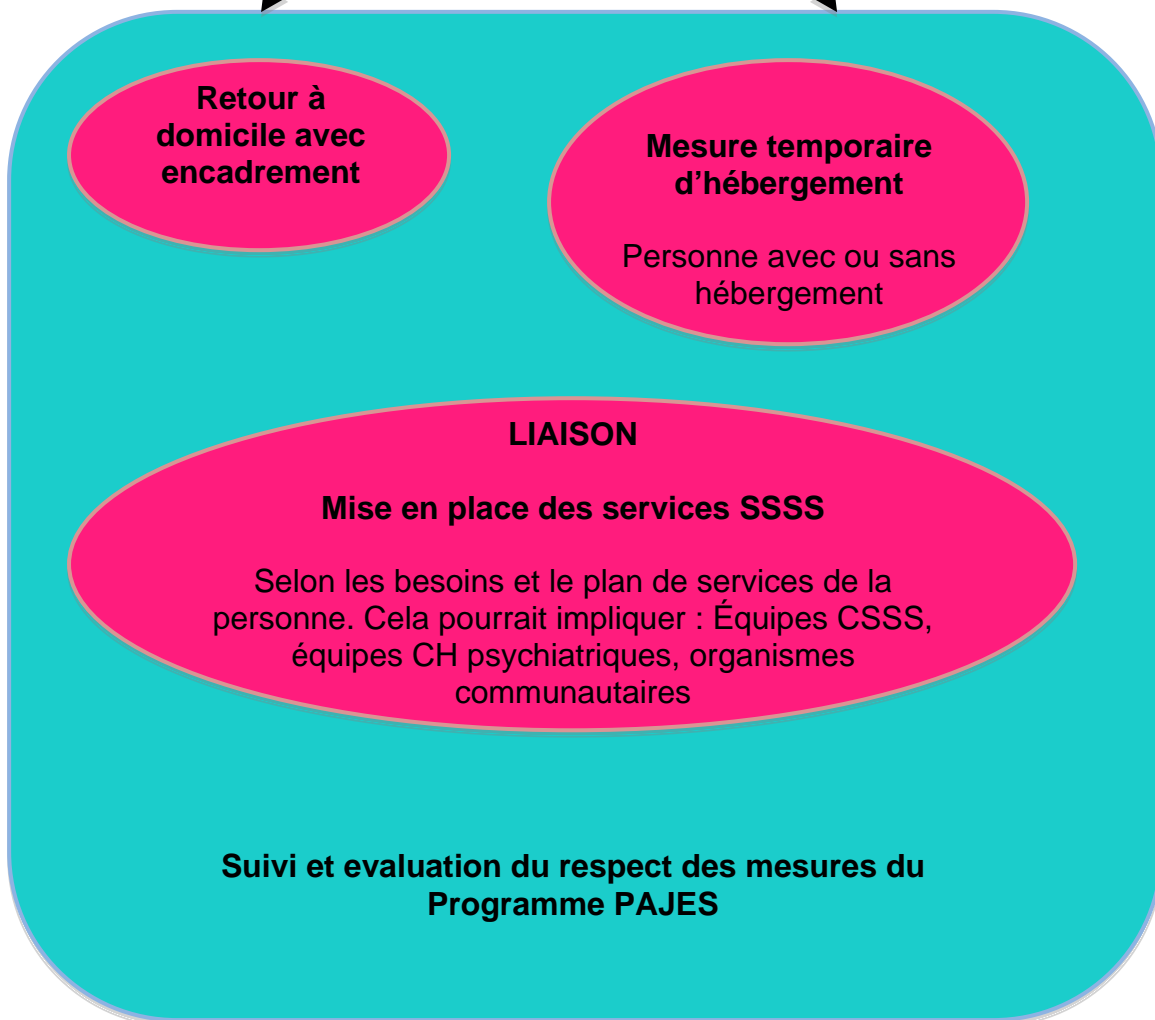 Retour à
domicile avec
encadrement
Mesure temporaire
d’hébergement
Personne avec ou sans
hébergement
LIAISON
Mise en place des services SSSS
Selon les besoins et le plan de services de la
personne. Cela pourrait impliquer : Équipes CSSS,
équipes CH psychiatriques, organismes
communautaires
Suivi et evaluation du respect des mesures du
Programme PAJES